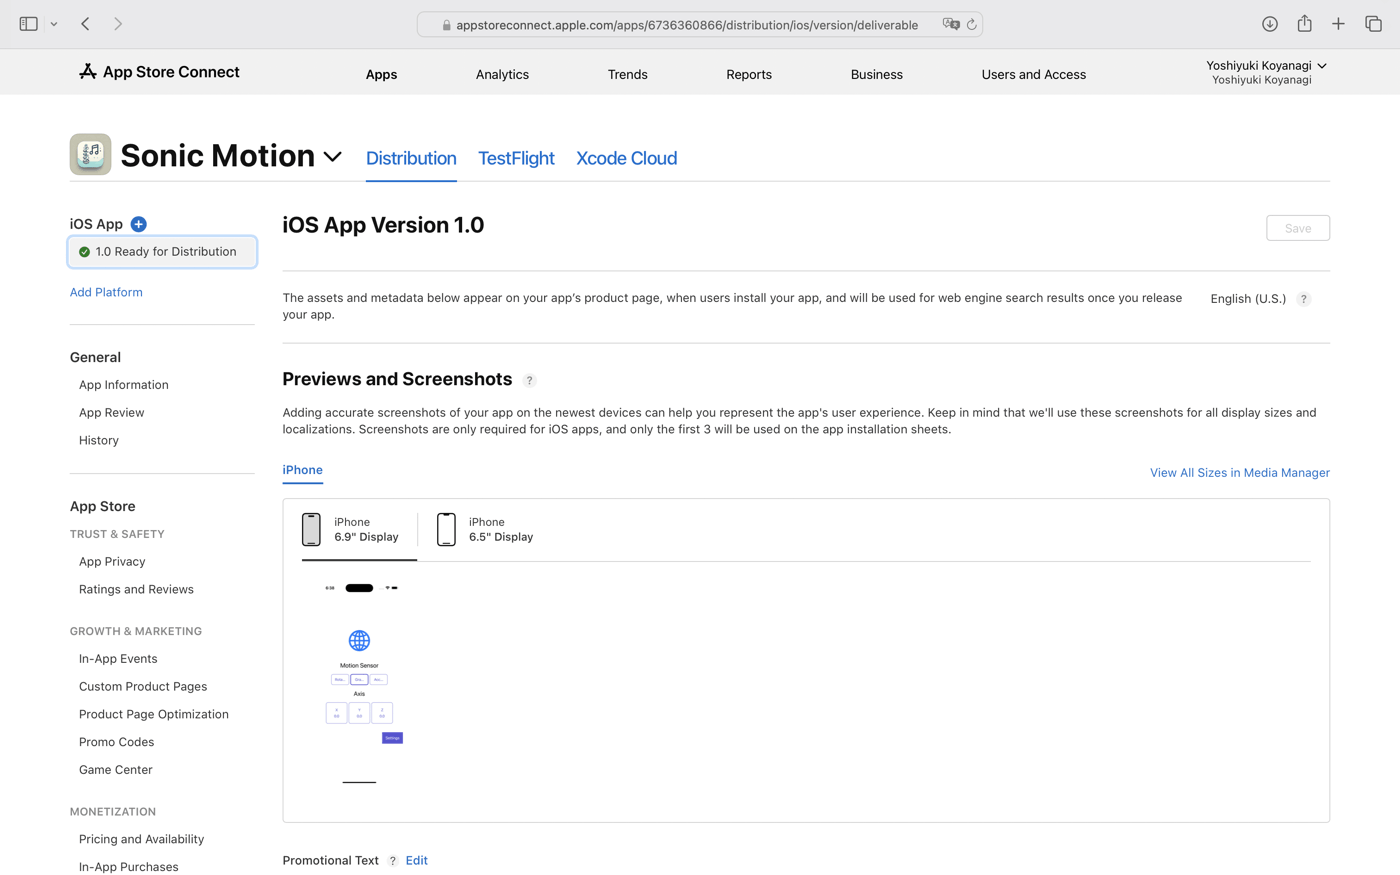 appstoreconnect.apple.com/apps/6736360866/distribution/ios/version/deliverable
App Store Connect
Apps
Analytics
Trends
Reports
Business
Users and Access
Yoshiyuki Koyanagi
Yoshiyuki Koyanagi
Sonic Motion
Distribution
TestFlight
Xcode Cloud
iOS App
1.0 Ready for Distribution
Add Platform
General
App Information
App Review
History
App Store
TRUST & SAFETY
App Privacy
Ratings and Reviews
GROWTH & MARKETING
In-App Events
Custom Product Pages
Product Page Optimization
Promo Codes
Game Center
MONETIZATION
Pricing and Availability
In-App Purchases
iOS App Version 1.0
Save
The assets and metadata below appear on your app's product page, when users install your app, and will be used for web engine search results once you release
your app.
English (U.S.) ?
Previews and Screenshots ?
Adding accurate screenshots of your app on the newest devices can help you represent the app's user experience. Keep in mind that we'll use these screenshots for all display sizes and
localizations. Screenshots are only required for iOS apps, and only the first 3 will be used on the app installation sheets.
iPhone
View All Sizes in Media Manager
iPhone
6.9" Display
iPhone
6.5" Display
Motion Sensor
Axis
X
Y
Z
Settings
Promotional Text ? Edit